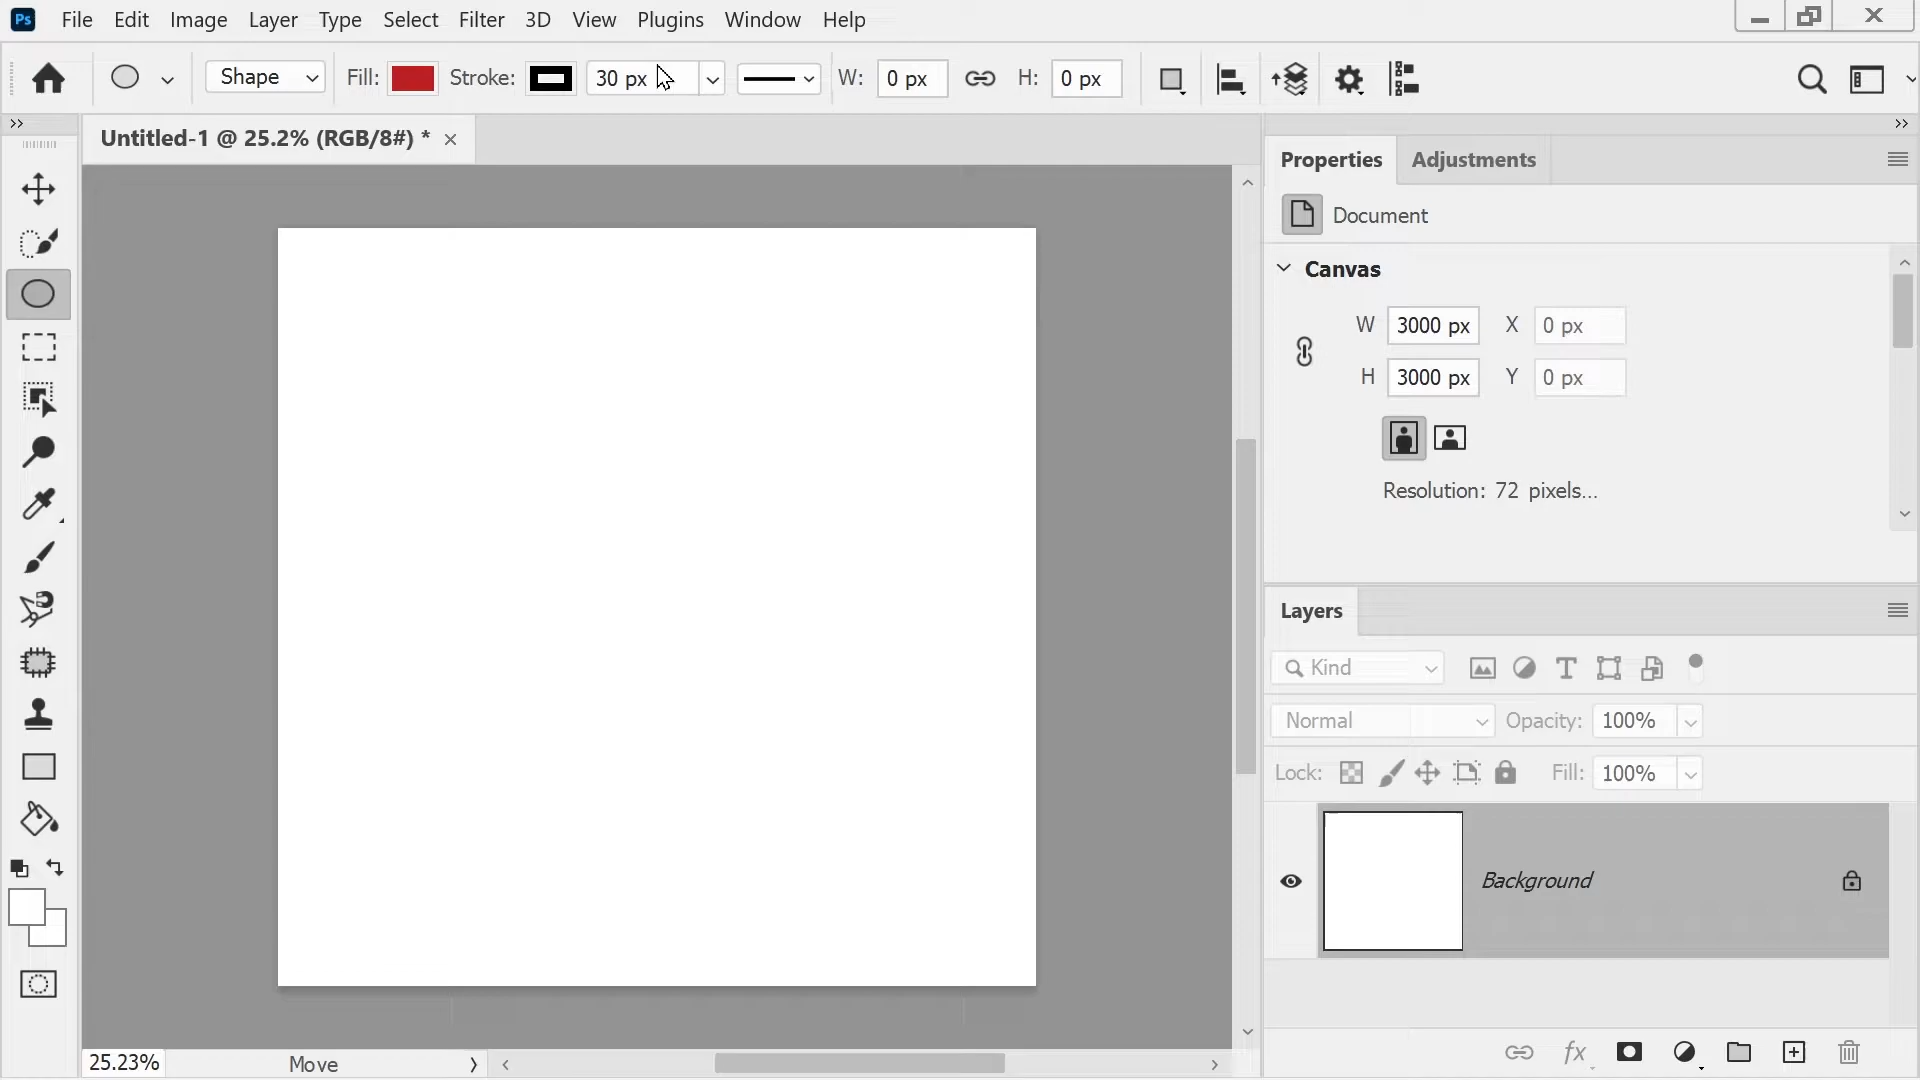 Ps File Edit Image Layer Type Select Filter 3D View Plugins Window Help
Shape Fill: Stroke: 30 px W: 0 px H: 0 px
Untitled-1 @ 25.2% (RGB/8#) *
Properties Adjustments
Document
Canvas
W 3000 px X 0 px
H 3000 px Y 0 px
Resolution: 72 pixels...
Layers
Kind
Normal Opacity: 100%
Lock: Fill: 100%
Background
25.23% Move